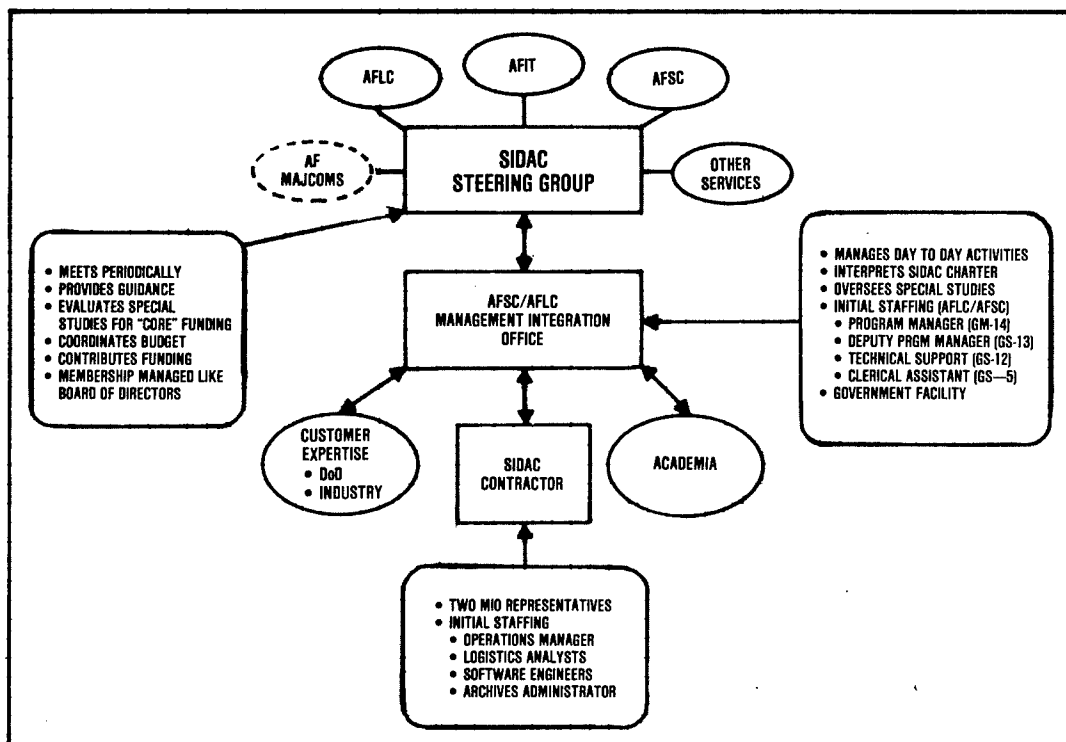 AFLC
AFIT
AFSC
AF
MAJCOMS
SIDAC
STEERING GROUP
OTHER
SERVICES
• MEETS PERIODICALLY
• PROVIDES GUIDANCE
• EVALUATES SPECIAL
STUDIES FOR "CORE" FUNDING
• COORDINATES BUDGET
• CONTRIBUTES FUNDING
• MEMBERSHIP MANAGED LIKE
BOARD OF DIRECTORS
AFSC/AFLC
MANAGEMENT INTEGRATION
OFFICE
• MANAGES DAY TO DAY ACTIVITIES
• INTERPRETS SIDAC CHARTER
• OVERSEES SPECIAL STUDIES
• INITIAL STAFFING (AFLC/AFSC)
• PROGRAM MANAGER (GM-14)
• DEPUTY PRGM MANAGER (GS-13)
• TECHNICAL SUPPORT (GS-12)
• CLERICAL ASSISTANT (GS—5)
• GOVERNMENT FACILITY
CUSTOMER
EXPERTISE
• DoD
• INDUSTRY
SIDAC
CONTRACTOR
ACADEMIA
• TWO MIO REPRESENTATIVES
• INITIAL STAFFING
• OPERATIONS MANAGER
• LOGISTICS ANALYSTS
• SOFTWARE ENGINEERS
• ARCHIVES ADMINISTRATOR